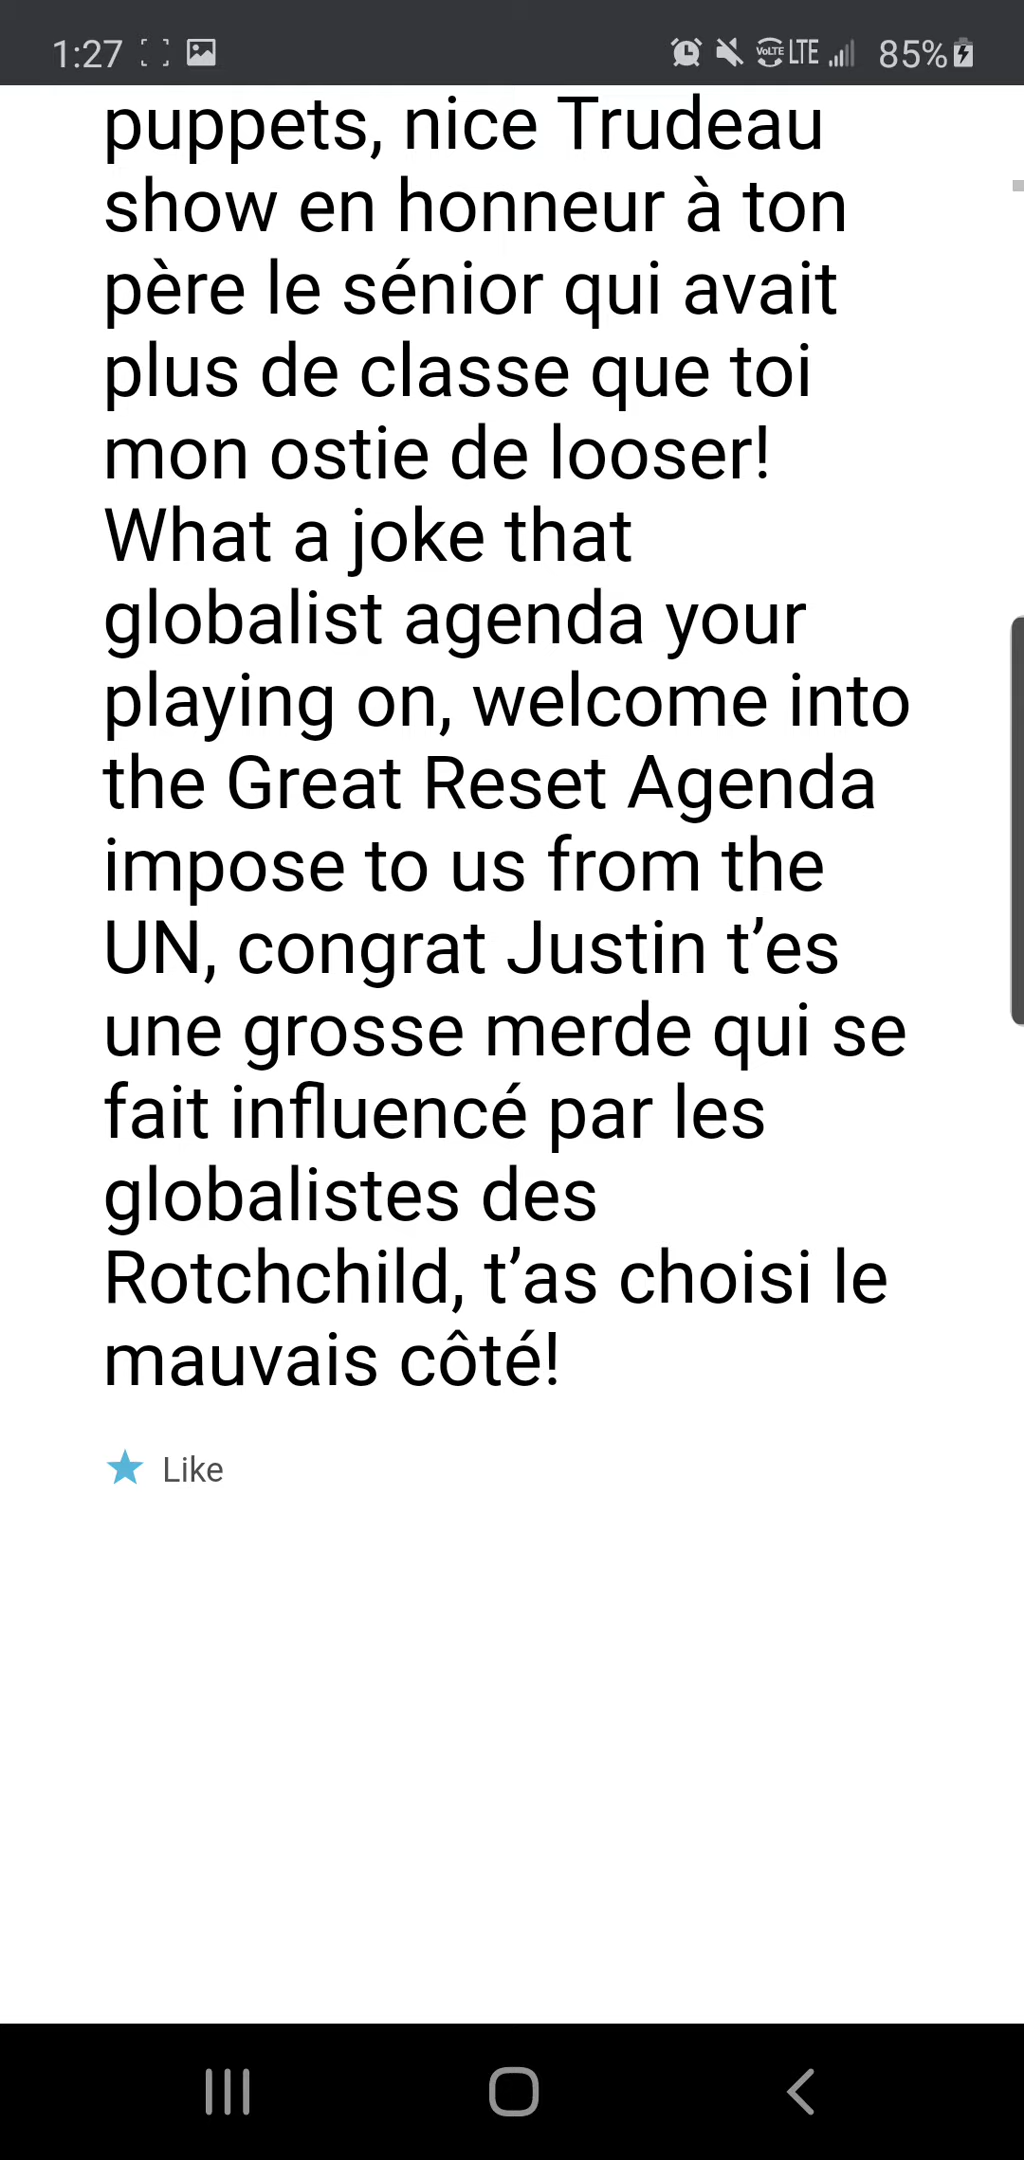 1:27 VoLTE LTE 85%
puppets, nice Trudeau
show en honneur à ton
père le sénior qui avait
plus de classe que toi
mon ostie de looser!
What a joke that
globalist agenda your
playing on, welcome into
the Great Reset Agenda
impose to us from the
UN, congrat Justin t’es
une grosse merde qui se
fait influencé par les
globalistes des
Rotchchild, t’as choisi le
mauvais côté!
Like